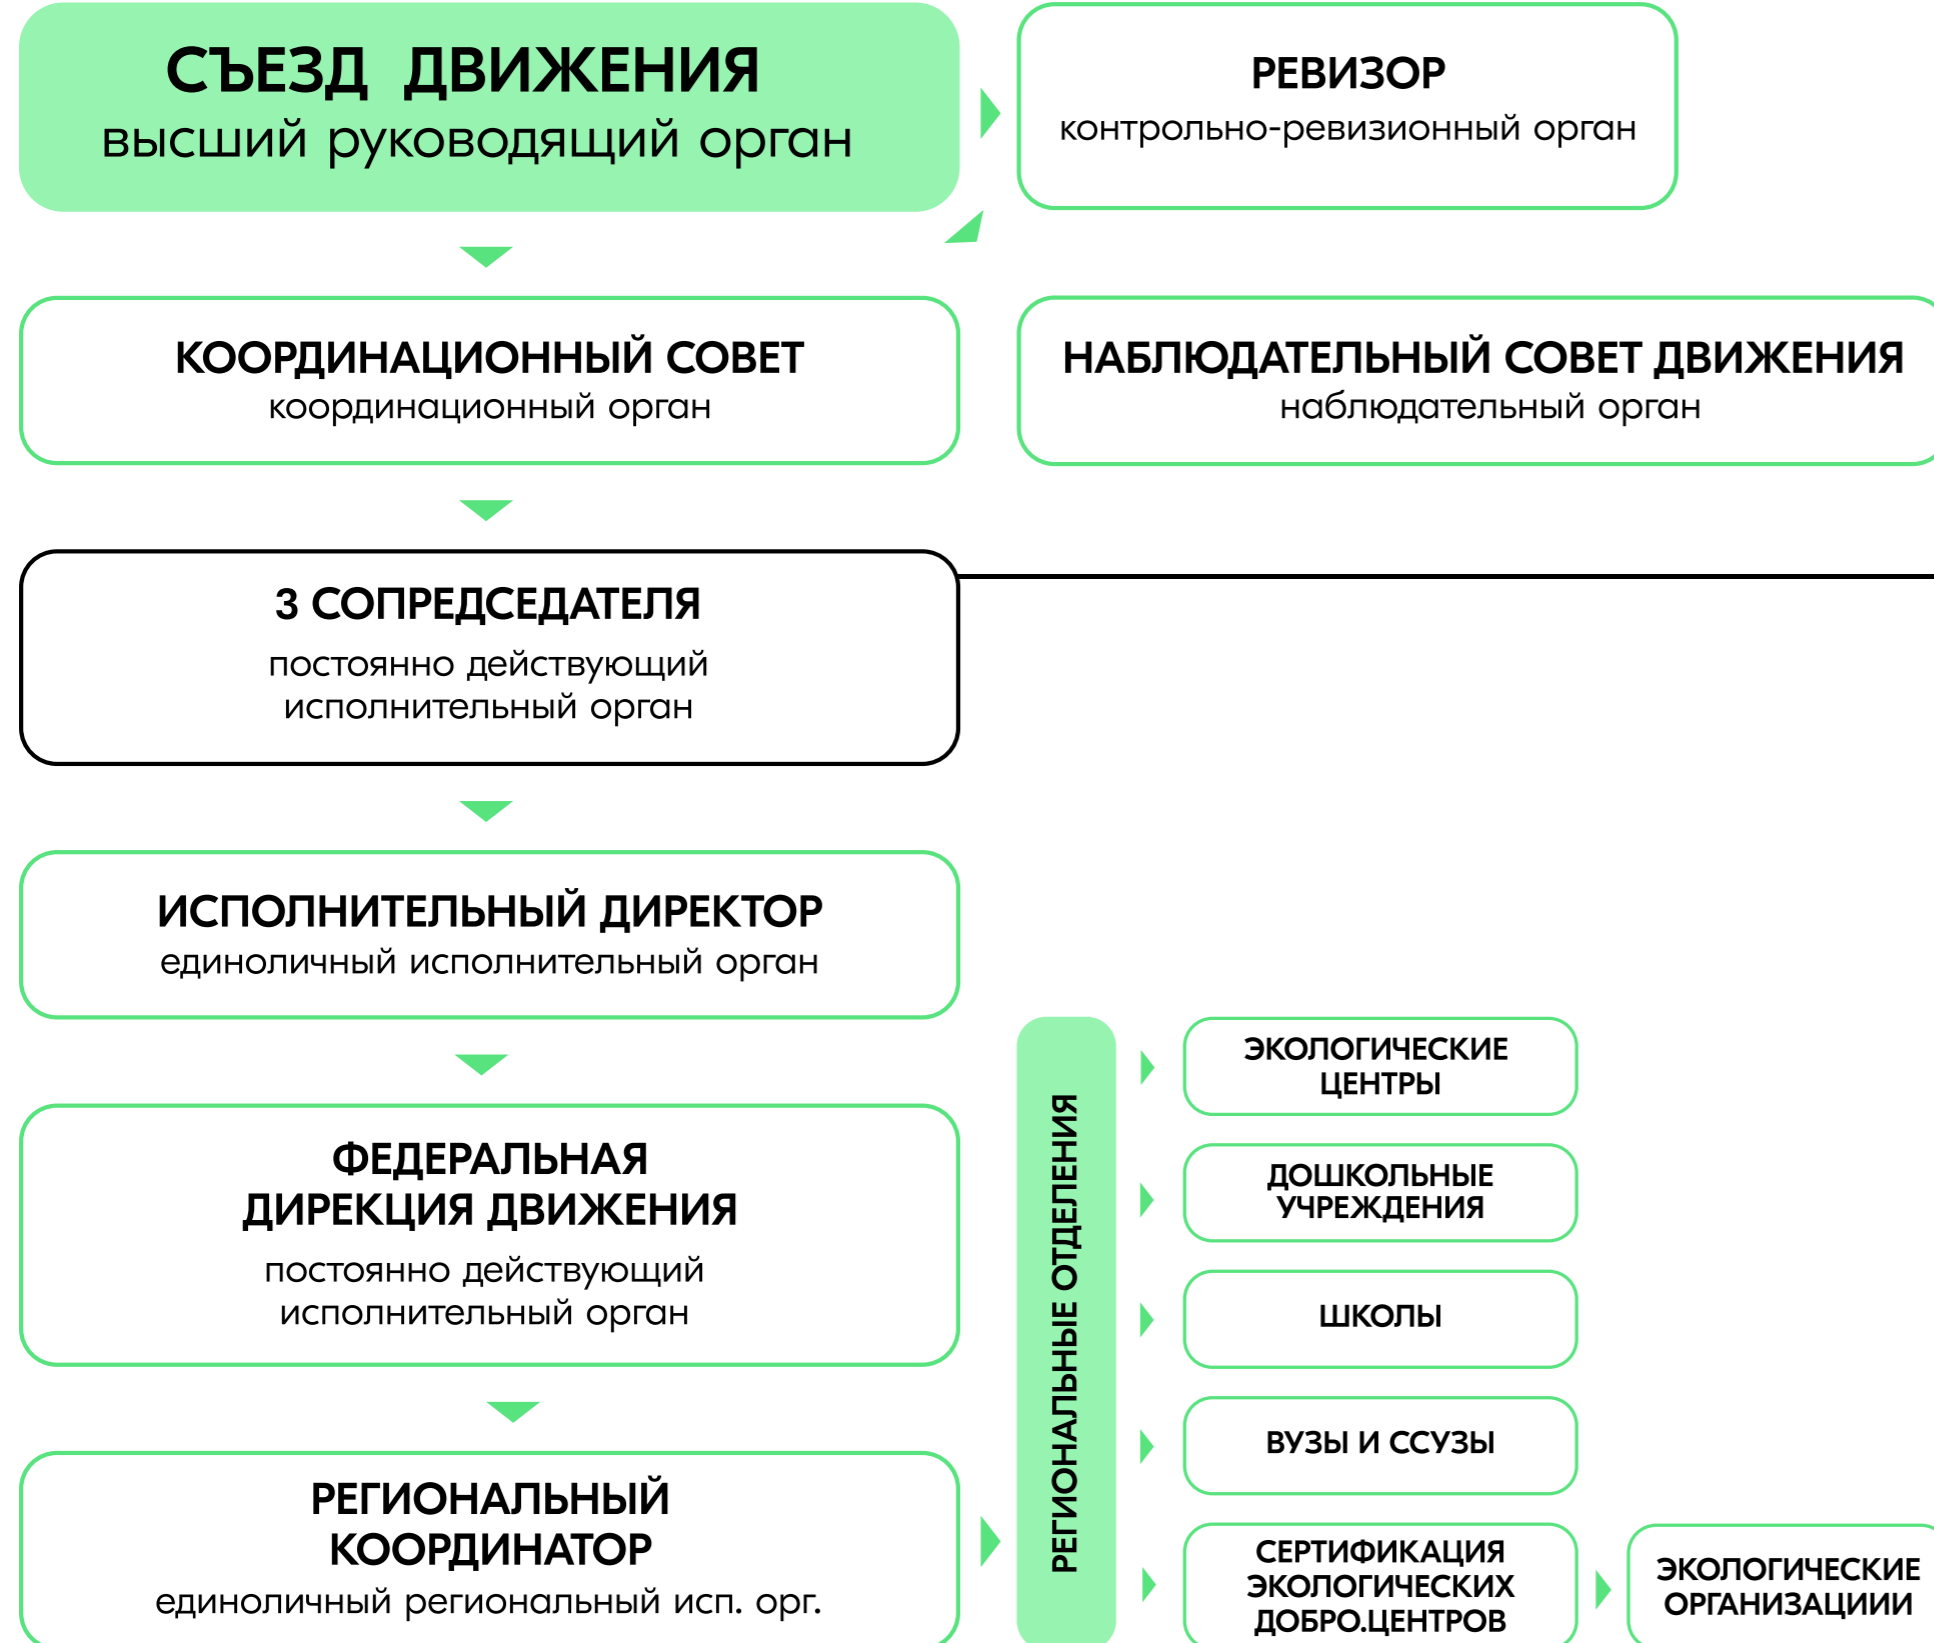 СЪЕЗД ДВИЖЕНИЯ
высший руководящий орган
РЕВИЗОР
контрольно-ревизионный орган
КООРДИНАЦИОННЫЙ СОВЕТ
координационный орган
НАБЛЮДАТЕЛЬНЫЙ СОВЕТ ДВИЖЕНИЯ
наблюдательный орган
3 СОПРЕДСЕДАТЕЛЯ
постоянно действующий
исполнительный орган
ИСПОЛНИТЕЛЬНЫЙ ДИРЕКТОР
единоличный исполнительный орган
ФЕДЕРАЛЬНАЯ
ДИРЕКЦИЯ ДВИЖЕНИЯ
постоянно действующий
исполнительный орган
РЕГИОНАЛЬНЫЙ
КООРДИНАТОР
единоличный региональный исп. орг.
РЕГИОНАЛЬНЫЕ ОТДЕЛЕНИЯ
ЭКОЛОГИЧЕСКИЕ
ЦЕНТРЫ
ДОШКОЛЬНЫЕ
УЧРЕЖДЕНИЯ
ШКОЛЫ
ВУЗЫ И ССУЗЫ
СЕРТИФИКАЦИЯ
ЭКОЛОГИЧЕСКИХ
ДОБРО.ЦЕНТРОВ
ЭКОЛОГИЧЕСКИЕ
ОРГАНИЗАЦИИИ